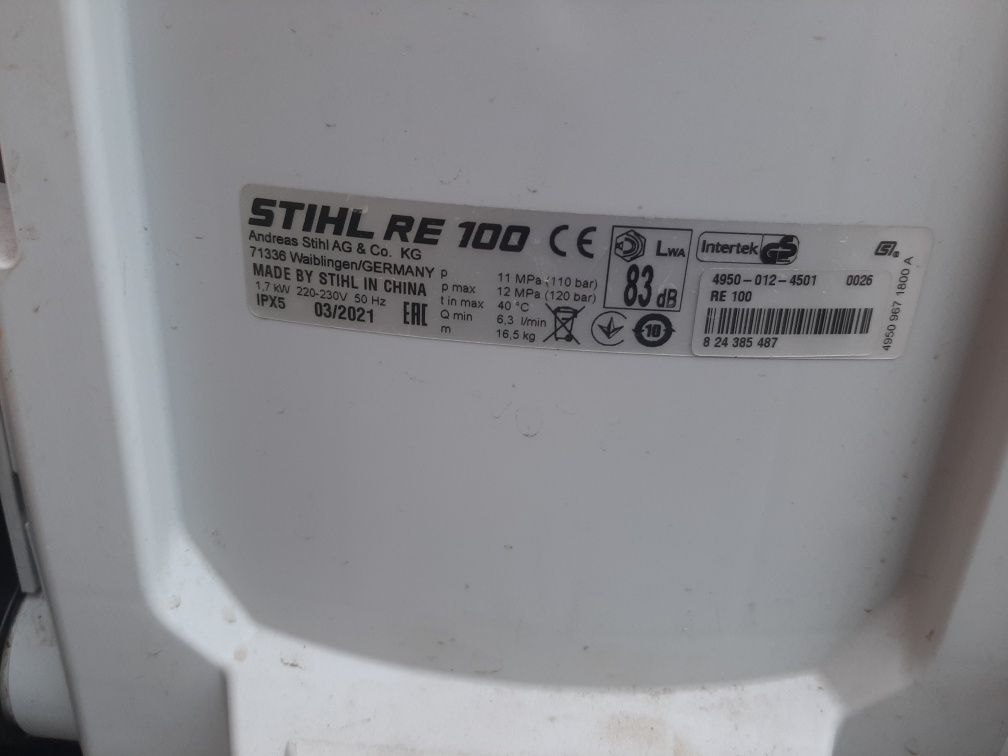 STIHL RE 100
Andreas Stihl AG & Co. KG
71336 Waiblingen/GERMANY
MADE BY STIHL IN CHINA
1,7 kW 220-230V 50 Hz
IPX5 03/2021 EAC
p 11 MPa (110 bar)
p max 12 MPa (120 bar)
t in max 40 °C
Q min 6,3 l/min
m 16,5 kg
CE
LWA
83 dB
10
Intertek GS
4950-012-4501 0026
RE 100
8 24 385 487
4950 967 1800 A